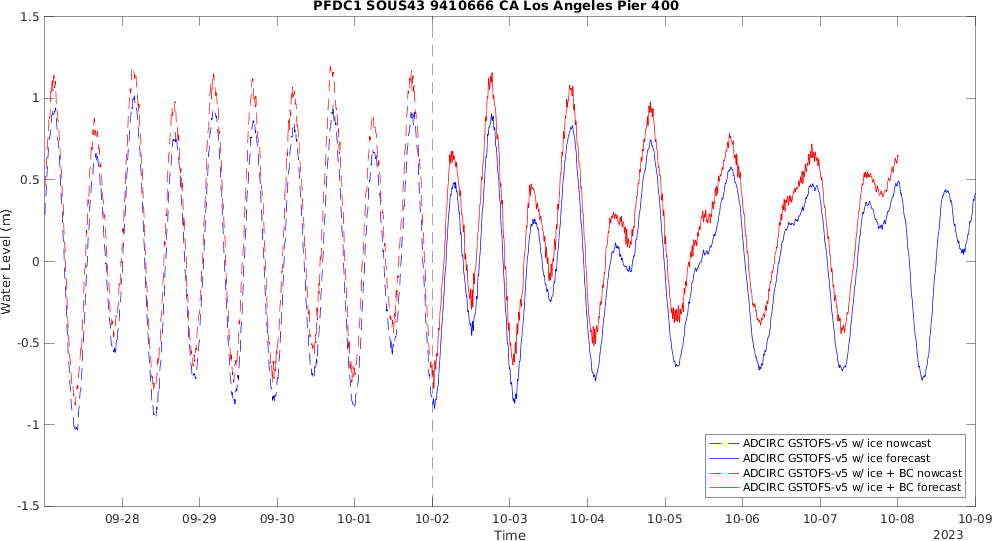 PFDC1 SOUS43 9410666 CA Los Angeles Pier 400
Water Level (m)
1.5
1
0.5
0
-0.5
-1
-1.5
ADCIRC GSTOFS-v5 w/ ice nowcast
ADCIRC GSTOFS-v5 w/ ice forecast
ADCIRC GSTOFS-v5 w/ ice + BC nowcast
ADCIRC GSTOFS-v5 w/ ice + BC forecast
09-28 09-29 09-30 10-01 10-02 10-03 10-04 10-05 10-06 10-07 10-08 10-09
Time
2023